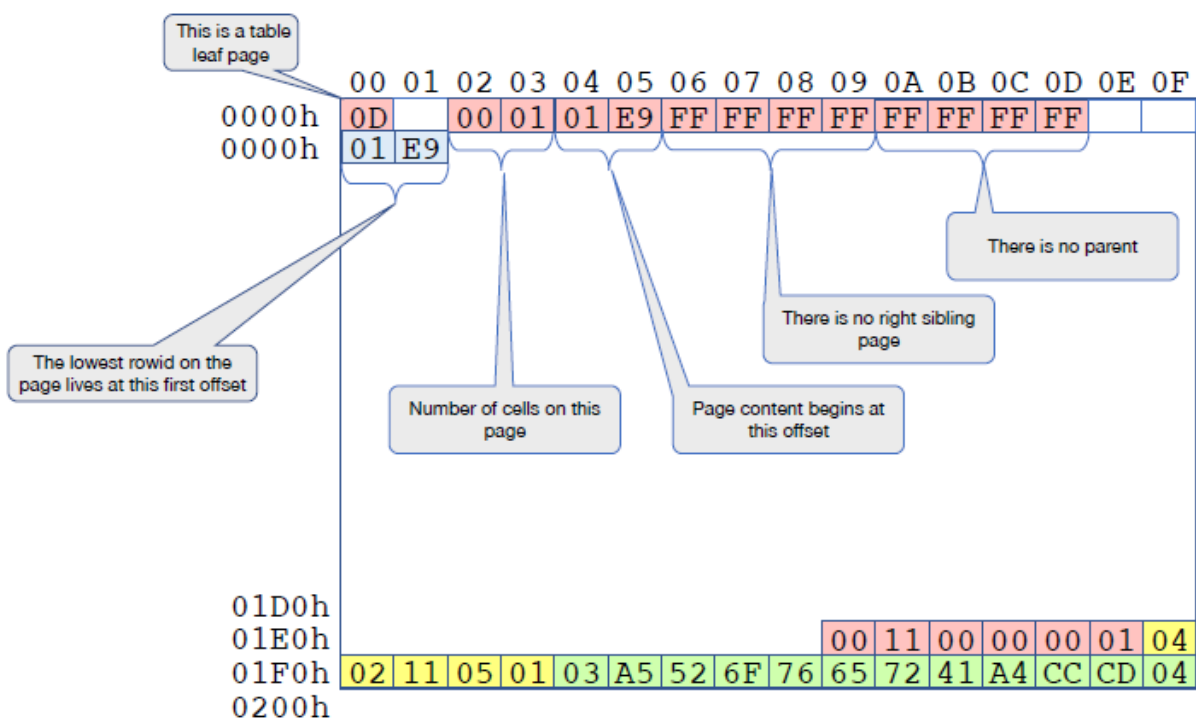 This is a table
leaf page
00 01 02 03 04 05 06 07 08 09 0A 0B 0C 0D 0E 0F
0000h 0D 00 01 01 E9 FF FF FF FF FF FF FF FF
0000h 01 E9
There is no parent
There is no right sibling
page
The lowest rowid on the
page lives at this first offset
Number of cells on this
page
Page content begins at
this offset
01D0h
01E0h 00 11 00 00 00 01 04
01F0h 02 11 05 01 03 A5 52 6F 76 65 72 41 A4 CC CD 04
0200h